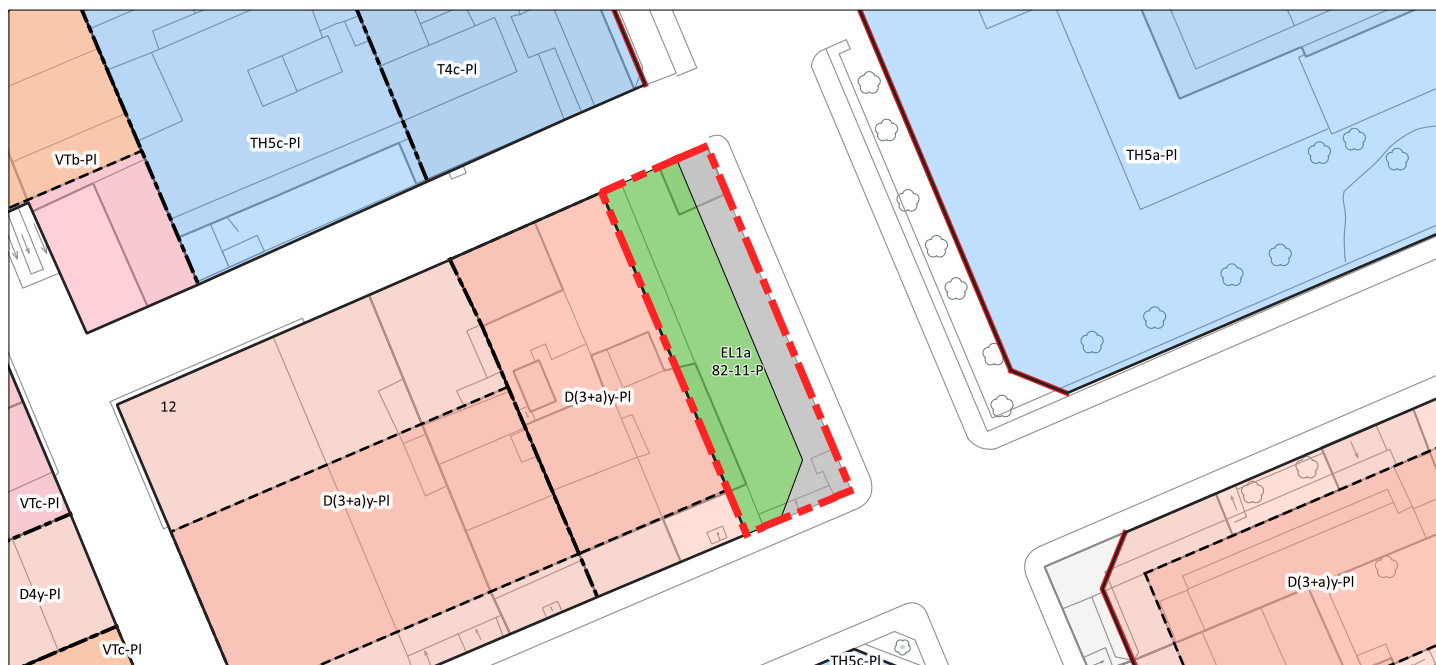 T4c-Pl
TH5c-Pl
VTb-Pl
TH5a-Pl
EL1a
82-11-P
D(3+a)y-Pl
12
D(3+a)y-Pl
VTc-Pl
D(3+a)y-Pl
D4y-Pl
VTc-Pl
TH5c-Pl